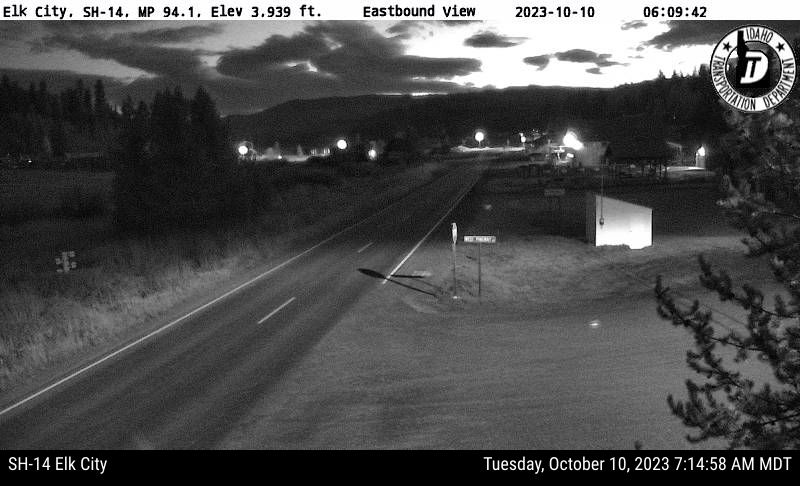 Elk City, SH-14, MP 94.1, Elev 3,939 ft. Eastbound View 2023-10-10 06:09:42
IDAHO
TRANSPORTATION DEPARTMENT
SH-14 Elk City Tuesday, October 10, 2023 7:14:58 AM MDT